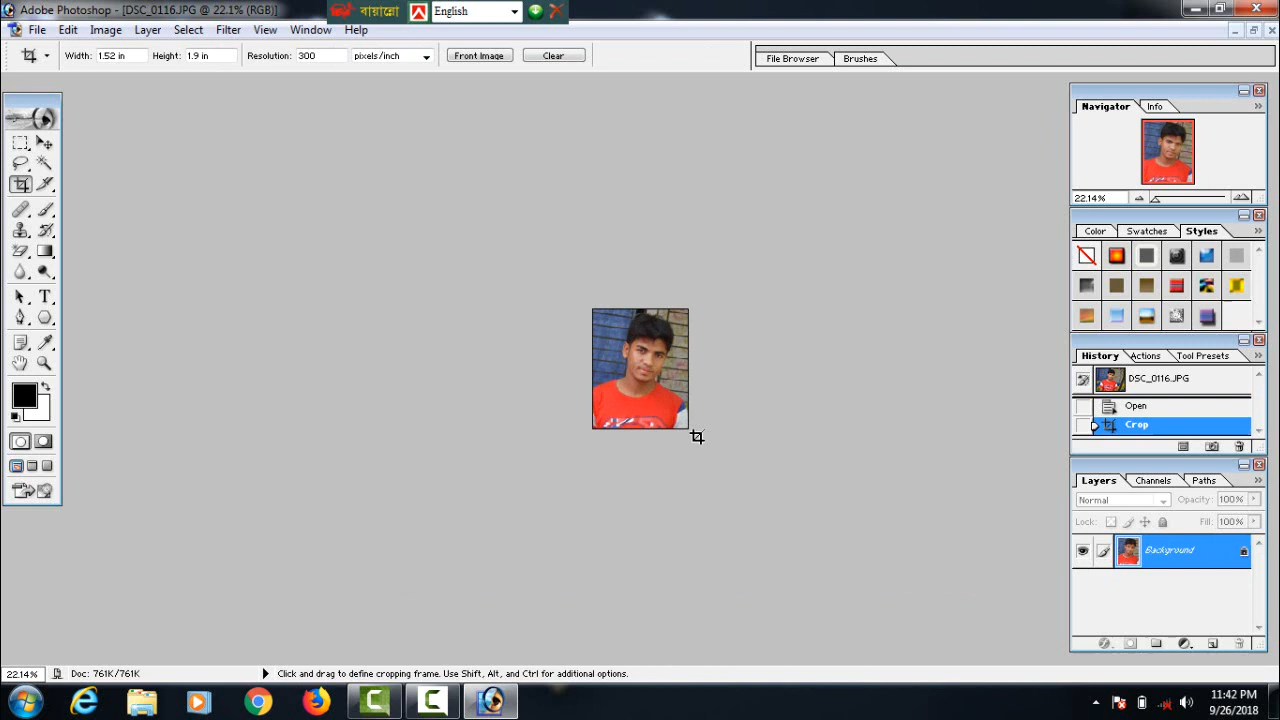 Adobe Photoshop - [DSC_0116.JPG @ 22.1% (RGB)]
বায়ান্নো English
File Edit Image Layer Select Filter View Window Help
Width: 1.52 in Height: 1.9 in Resolution: 300 pixels/inch Front Image Clear File Browser Brushes
Navigator Info
22.14%
Color Swatches Styles
History Actions Tool Presets
DSC_0116.JPG
Open
Crop
Layers Channels Paths
Normal Opacity: 100%
Lock: Fill: 100%
Background
22.14% Doc: 761K/761K Click and drag to define cropping frame. Use Shift, Alt, and Ctrl for additional options.
11:42 PM
9/26/2018